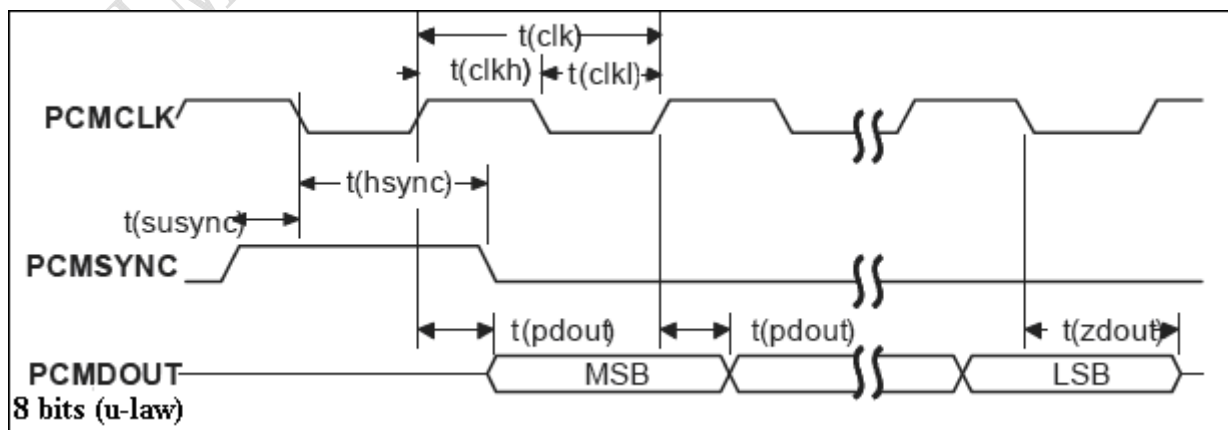 t(clk)
t(clkh) t(clkl)
PCMCLK
t(hsync)
t(susync)
PCMSYNC
t(pdout) t(pdout) t(zdout)
PCMDOUT MSB LSB
8 bits (u-law)